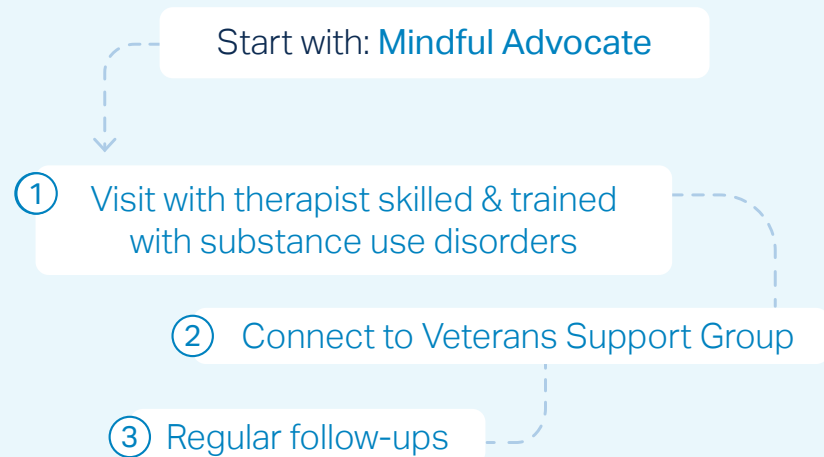 Start with: Mindful Advocate
1 Visit with therapist skilled & trained
with substance use disorders
2 Connect to Veterans Support Group
3 Regular follow-ups